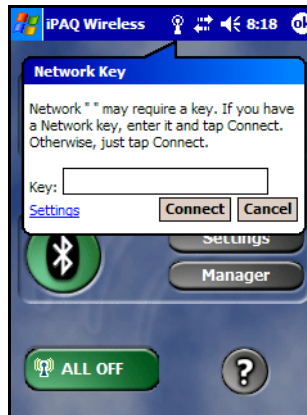 iPAQ Wireless 8:18 ok
Network Key
Network " " may require a key. If you have
a Network key, enter it and tap Connect.
Otherwise, just tap Connect.
Key:
Settings Connect Cancel
Settings
Manager
ALL OFF ?